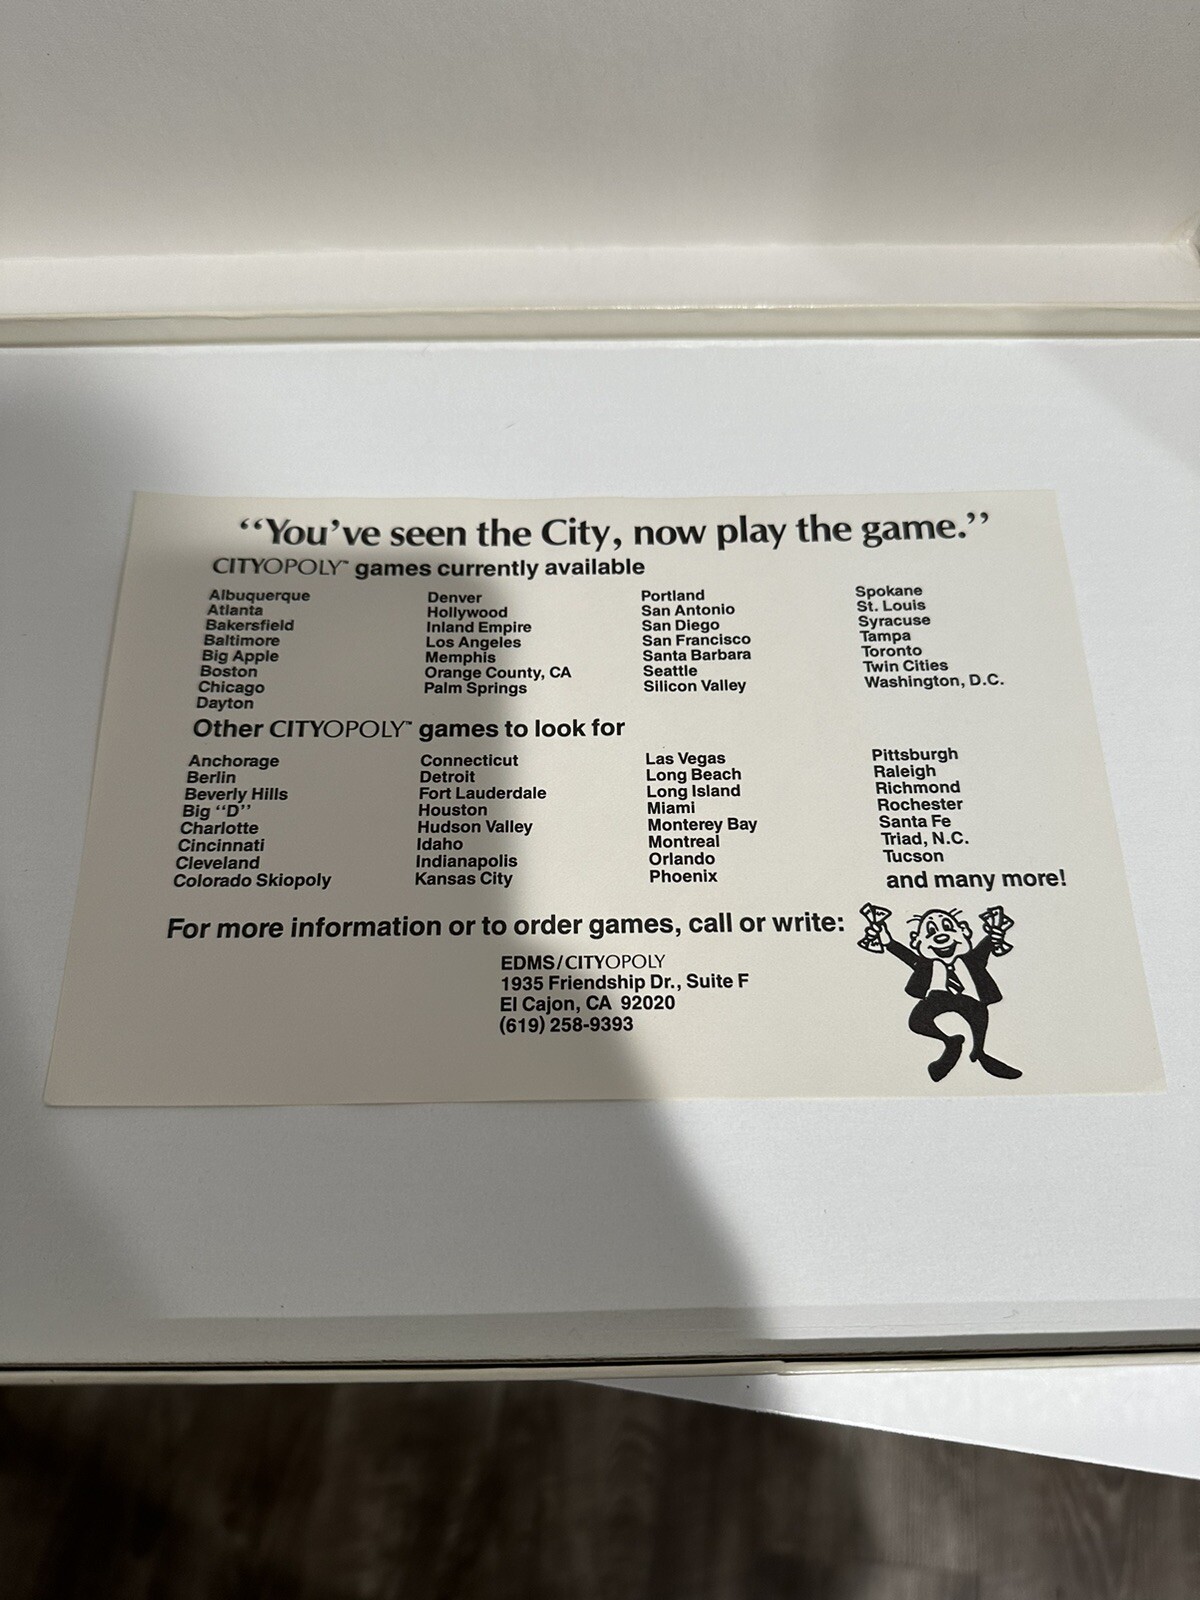 “You’ve seen the City, now play the game.”
CITYOPOLY™ games currently available
Albuquerque
Atlanta
Bakersfield
Baltimore
Big Apple
Boston
Chicago
Dayton
Denver
Hollywood
Inland Empire
Los Angeles
Memphis
Orange County, CA
Palm Springs
Portland
San Antonio
San Diego
San Francisco
Santa Barbara
Seattle
Silicon Valley
Spokane
St. Louis
Syracuse
Tampa
Toronto
Twin Cities
Washington, D.C.
Other CITYOPOLY™ games to look for
Anchorage
Berlin
Beverly Hills
Big “D”
Charlotte
Cincinnati
Cleveland
Colorado Skiopoly
Connecticut
Detroit
Fort Lauderdale
Houston
Hudson Valley
Idaho
Indianapolis
Kansas City
Las Vegas
Long Beach
Long Island
Miami
Monterey Bay
Montreal
Orlando
Phoenix
Pittsburgh
Raleigh
Richmond
Rochester
Santa Fe
Triad, N.C.
Tucson
and many more!
For more information or to order games, call or write:
EDMS/CITYOPOLY
1935 Friendship Dr., Suite F
El Cajon, CA 92020
(619) 258-9393